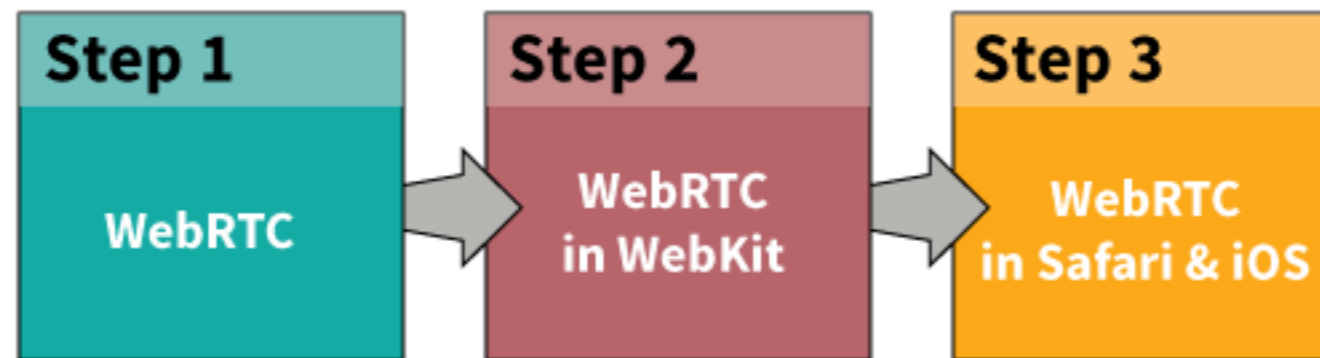 Step 1
WebRTC
Step 2
WebRTC
in WebKit
Step 3
WebRTC
in Safari & iOS